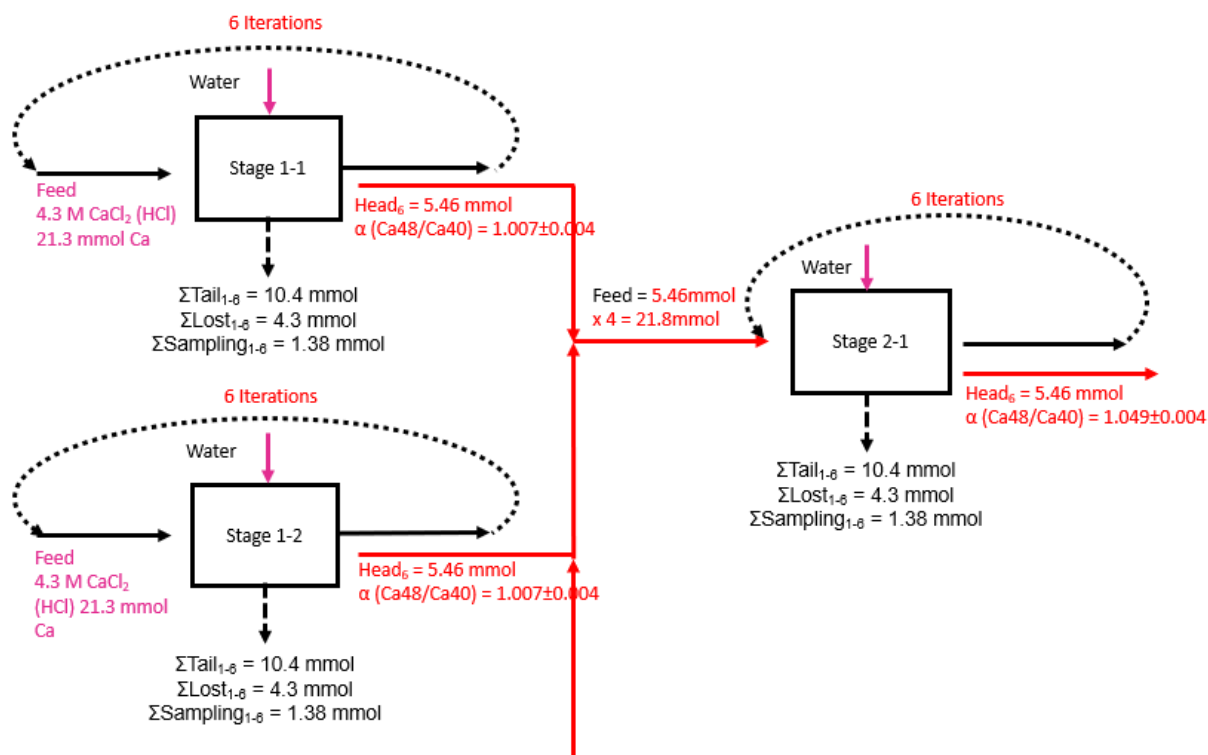 6 Iterations
Water
Stage 1-1
Feed
4.3 M CaCl₂ (HCl)
21.3 mmol Ca
Head₆ = 5.46 mmol
α (Ca48/Ca40) = 1.007±0.004
ΣTail₁₋₆ = 10.4 mmol
ΣLost₁₋₆ = 4.3 mmol
ΣSampling₁₋₆ = 1.38 mmol
6 Iterations
Water
Stage 1-2
Feed
4.3 M CaCl₂
(HCl) 21.3 mmol
Ca
Head₆ = 5.46 mmol
α (Ca48/Ca40) = 1.007±0.004
ΣTail₁₋₆ = 10.4 mmol
ΣLost₁₋₆ = 4.3 mmol
ΣSampling₁₋₆ = 1.38 mmol
Feed = 5.46mmol
x 4 = 21.8mmol
6 Iterations
Water
Stage 2-1
Head₆ = 5.46 mmol
α (Ca48/Ca40) = 1.049±0.004
ΣTail₁₋₆ = 10.4 mmol
ΣLost₁₋₆ = 4.3 mmol
ΣSampling₁₋₆ = 1.38 mmol